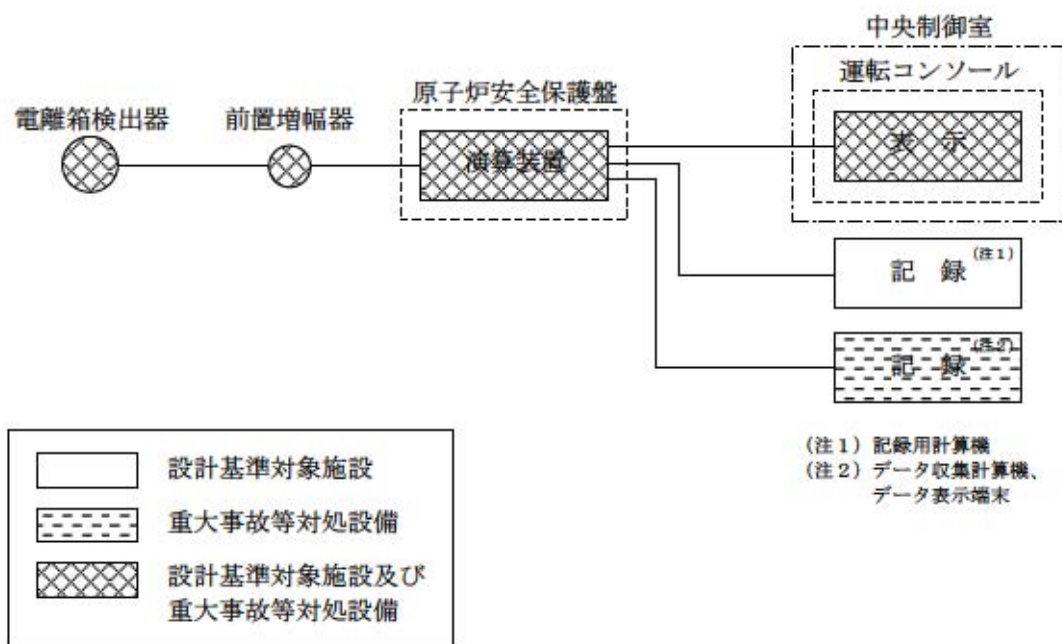 中央制御室
運転コンソール
原子炉安全保護盤
電離箱検出器
前置増幅器
演算装置
表 示
記 録 (注1)
記 録 (注2)
(注1) 記録用計算機
(注2) データ収集計算機、
データ表示端末
設計基準対象施設
重大事故等対処設備
設計基準対象施設及び
重大事故等対処設備